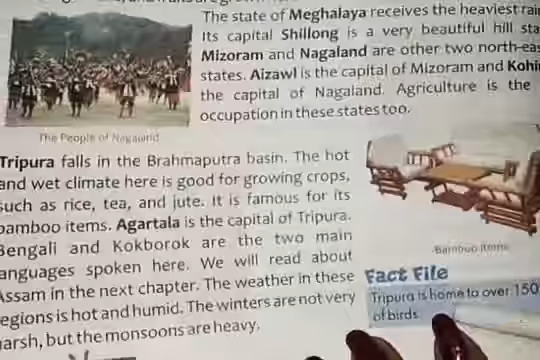 The state of Meghalaya receives the heaviest
Its capital Shillong is a very beautiful hill
Mizoram and Nagaland are other two
states. Aizawl is the capital of Mizoram and
the capital of Nagaland. Agriculture is the
occupation in these states too.
The People of Nagaland
Tripura falls in the Brahmaputra basin. The hot
and wet climate here is good for growing crops,
such as rice, tea, and jute. It is famous for its
bamboo items. Agartala is the capital of Tripura.
Bengali and Kokborok are the two main
languages spoken here. We will read about
Assam in the next chapter. The weather in these
regions is hot and humid. The winters are not very
harsh, but the monsoons are heavy.
Bamboo items
Fact File
Tripura is home to over 150
of birds.